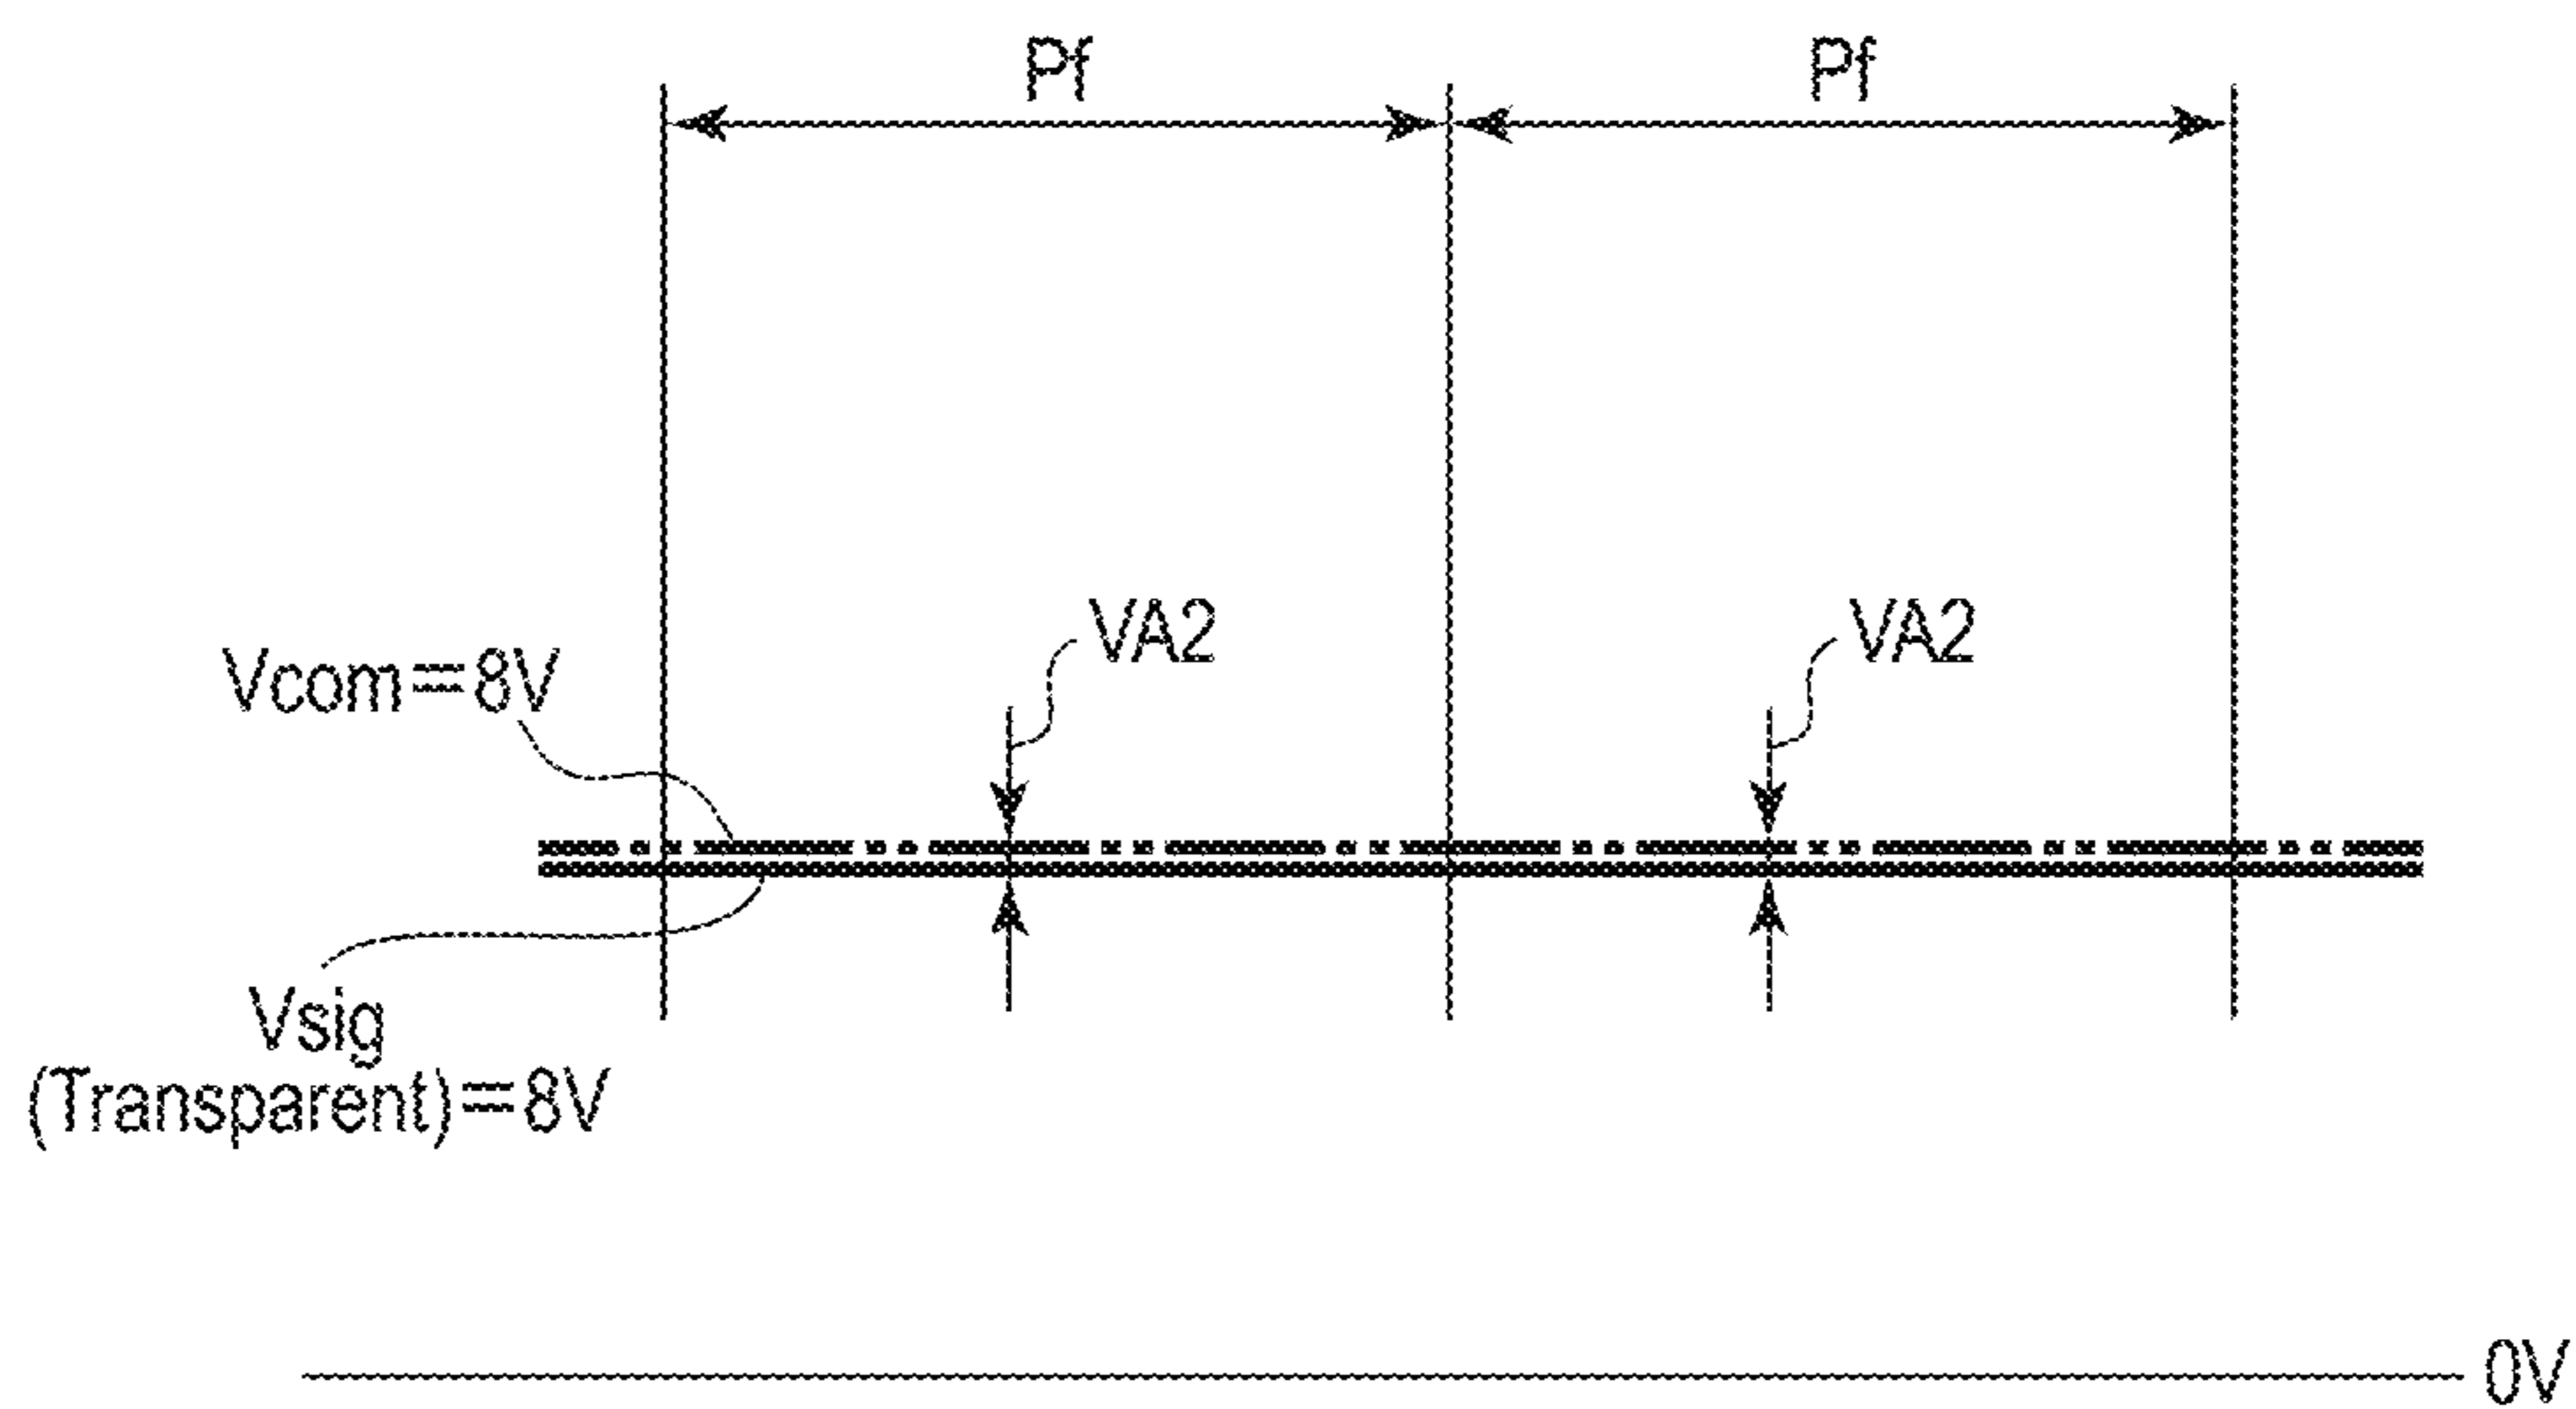 Pf Pf
VA2 VA2
Vcom=8V
Vsig
(Transparent)=8V
0V